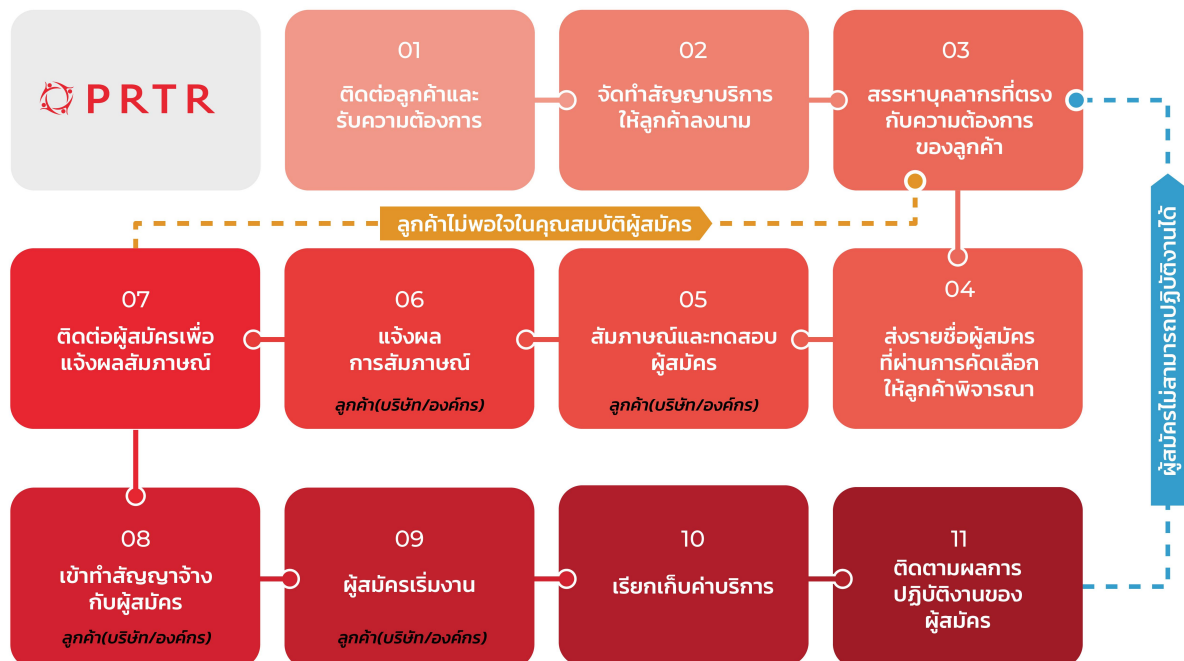 PRTR
01
ติดต่อลูกค้าและ
รับความต้องการ
02
จัดทำสัญญาบริการ
ให้ลูกค้าลงนาม
03
สรรหาบุคลากรที่ตรง
กับความต้องการ
ของลูกค้า
ลูกค้าไม่พอใจในคุณสมบัติผู้สมัคร
ผู้สมัครไม่สามารถปฏิบัติงานได้
07
ติดต่อผู้สมัครเพื่อ
แจ้งผลสัมภาษณ์
06
แจ้งผล
การสัมภาษณ์
ลูกค้า(บริษัท/องค์กร)
05
สัมภาษณ์และทดสอบ
ผู้สมัคร
ลูกค้า(บริษัท/องค์กร)
04
ส่งรายชื่อผู้สมัคร
ที่ผ่านการคัดเลือก
ให้ลูกค้าพิจารณา
08
เข้าทำสัญญาจ้าง
กับผู้สมัคร
ลูกค้า(บริษัท/องค์กร)
09
ผู้สมัครเริ่มงาน
ลูกค้า(บริษัท/องค์กร)
10
เรียกเก็บค่าบริการ
11
ติดตามผลการ
ปฏิบัติงานของ
ผู้สมัคร